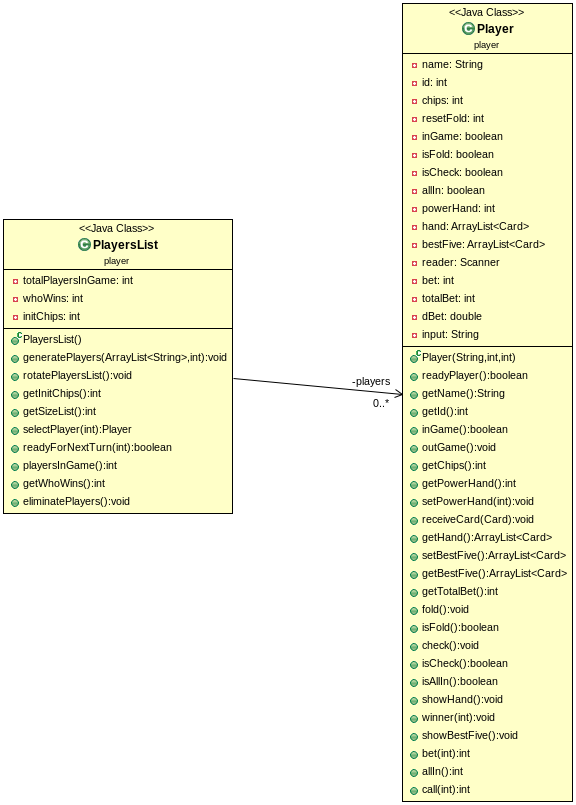 <<Java Class>>
PlayersList
player
totalPlayersInGame: int
whoWins: int
initChips: int
PlayersList()
generatePlayers(ArrayList<String>,int):void
rotatePlayersList():void
getInitChips():int
getSizeList():int
selectPlayer(int):Player
readyForNextTurn(int):boolean
playersInGame():int
getWhoWins():int
eliminatePlayers():void
-players
0..*
<<Java Class>>
Player
player
name: String
id: int
chips: int
resetFold: int
inGame: boolean
isFold: boolean
isCheck: boolean
allIn: boolean
powerHand: int
hand: ArrayList<Card>
bestFive: ArrayList<Card>
reader: Scanner
bet: int
totalBet: int
dBet: double
input: String
Player(String,int,int)
readyPlayer():boolean
getName():String
getId():int
inGame():boolean
outGame():void
getChips():int
getPowerHand():int
setPowerHand(int):void
receiveCard(Card):void
getHand():ArrayList<Card>
setBestFive():ArrayList<Card>
getBestFive():ArrayList<Card>
getTotalBet():int
fold():void
isFold():boolean
check():void
isCheck():boolean
isAllIn():boolean
showHand():void
winner(int):void
showBestFive():void
bet(int):int
allIn():int
call(int):int